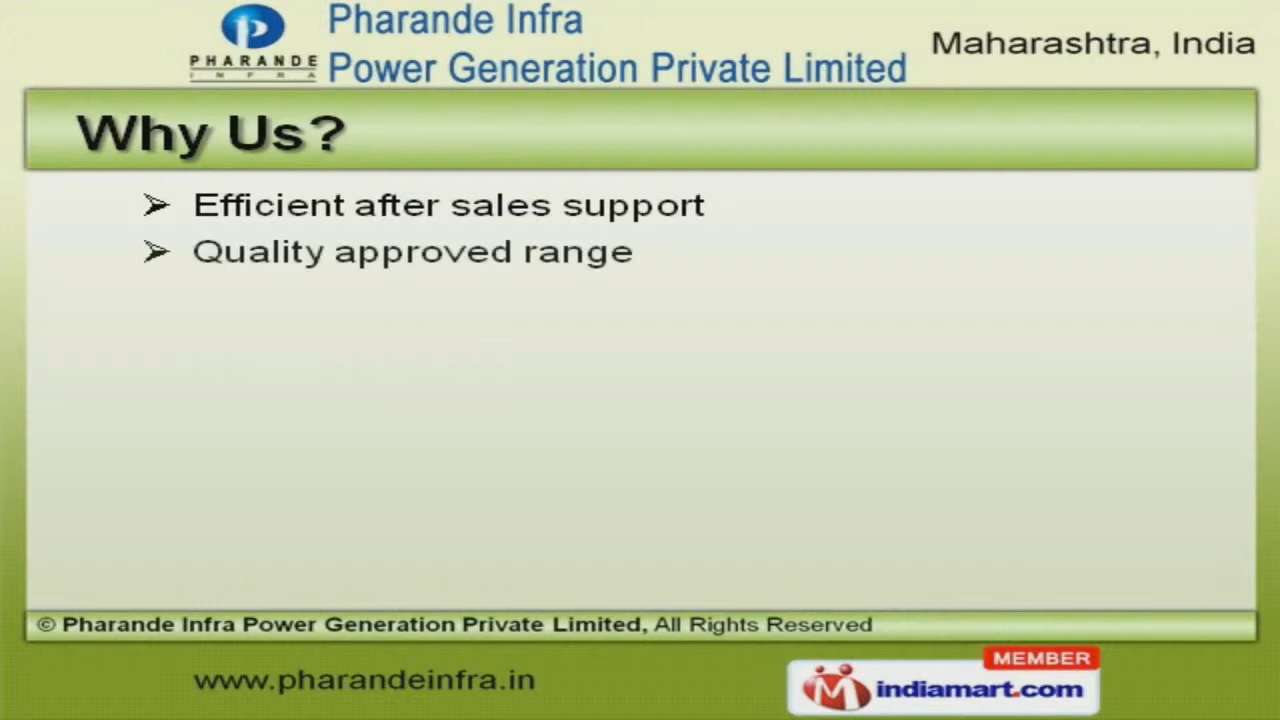 Pharande Infra
Power Generation Private Limited
PHARANDE
INFRA
Maharashtra, India
Why Us?
Efficient after sales support
Quality approved range
© Pharande Infra Power Generation Private Limited, All Rights Reserved
www.pharandeinfra.in
MEMBER
indiamart.com